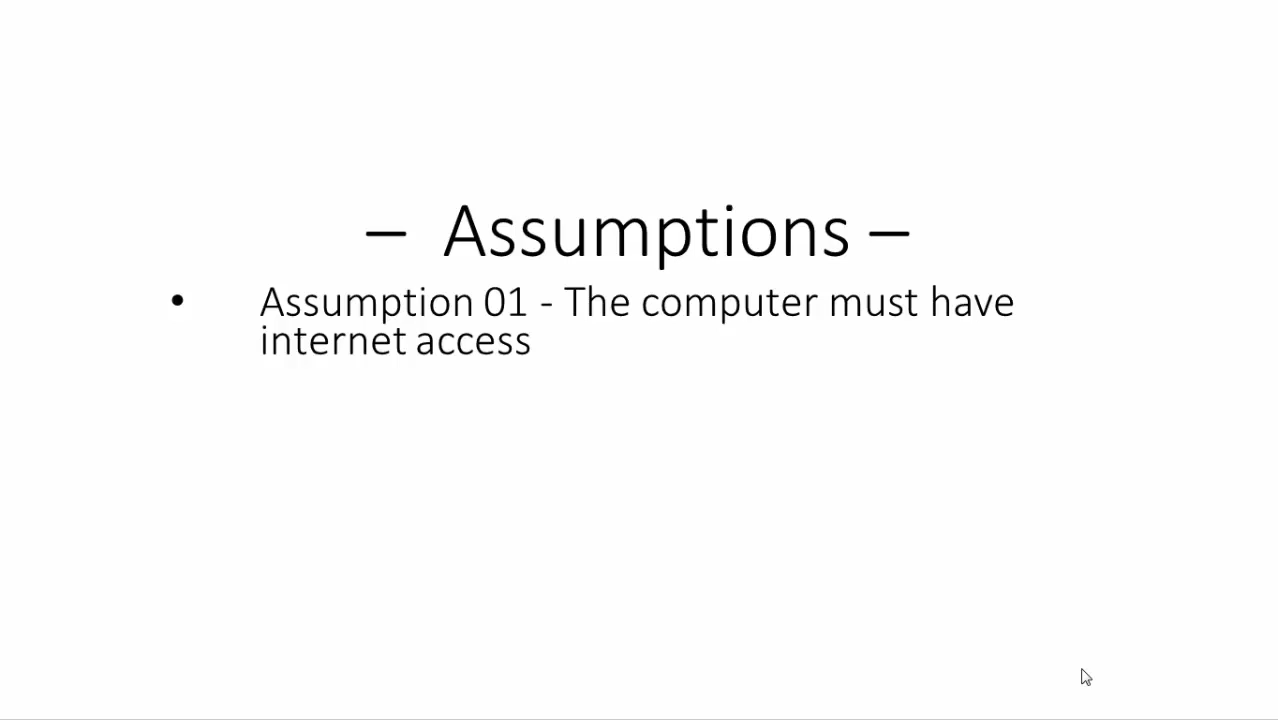 – Assumptions –
• Assumption 01 - The computer must have
internet access